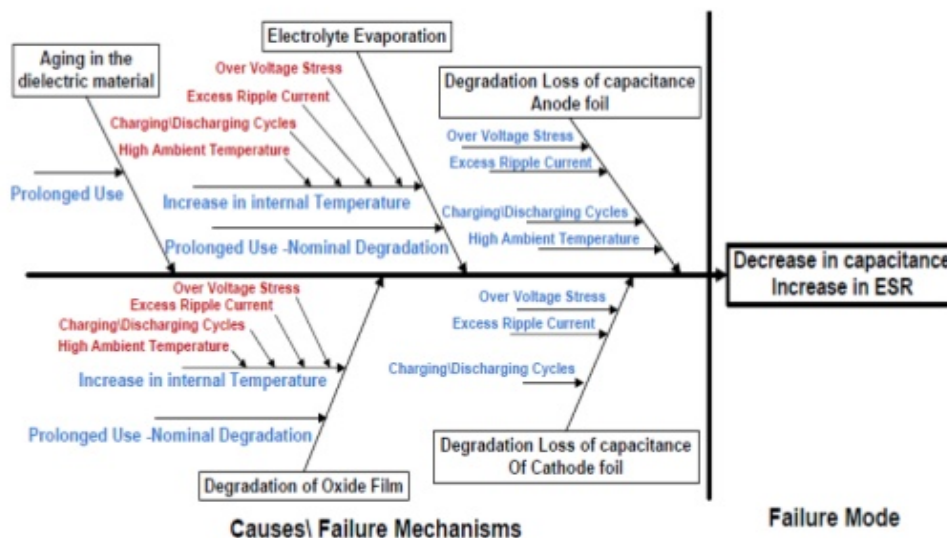 Electrolyte Evaporation
Aging in the
dielectric material
Over Voltage Stress
Excess Ripple Current
Charging\Discharging Cycles
High Ambient Temperature
Increase in internal Temperature
Prolonged Use
Prolonged Use -Nominal Degradation
Degradation Loss of capacitance
Anode foil
Over Voltage Stress
Excess Ripple Current
Charging\Discharging Cycles
High Ambient Temperature
Decrease in capacitance
Increase in ESR
Over Voltage Stress
Excess Ripple Current
Charging\Discharging Cycles
High Ambient Temperature
Increase in internal Temperature
Prolonged Use -Nominal Degradation
Degradation of Oxide Film
Over Voltage Stress
Excess Ripple Current
Charging\Discharging Cycles
Degradation Loss of capacitance
Of Cathode foil
Causes\ Failure Mechanisms
Failure Mode